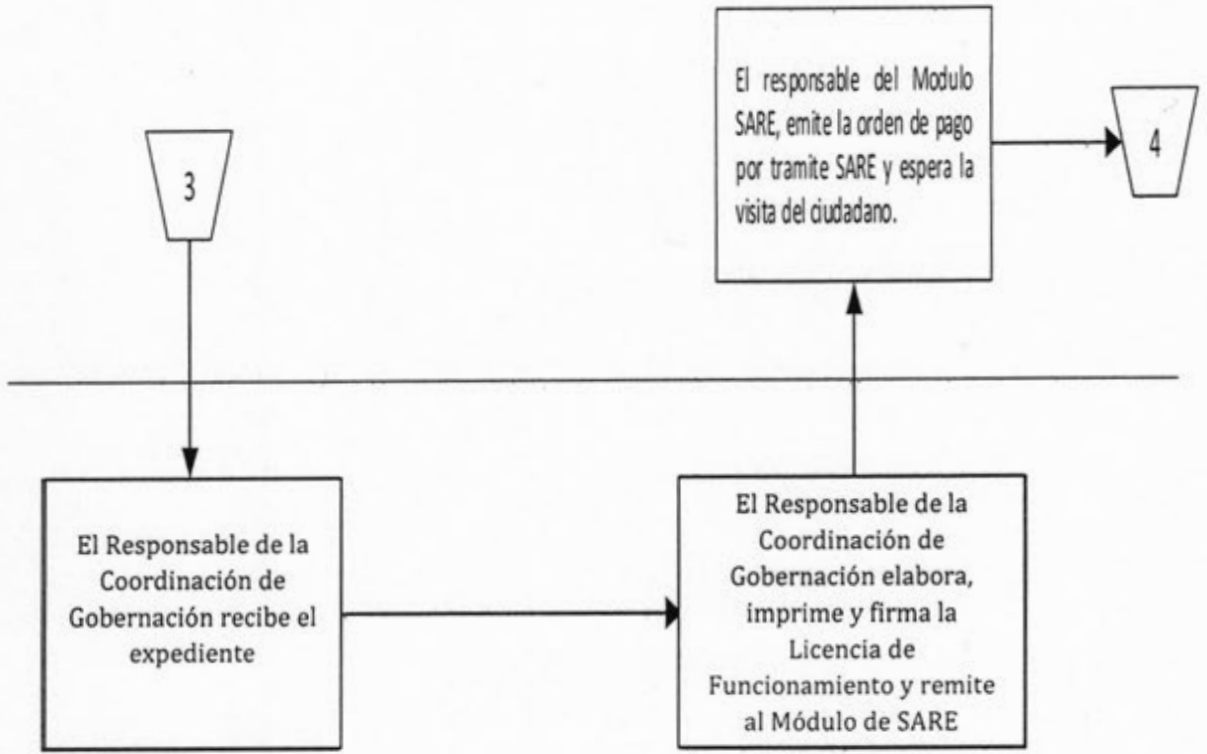 El responsable del Modulo
SARE, emite la orden de pago
por tramite SARE y espera la
visita del ciudadano.
4
3
El Responsable de la
Coordinación de
Gobernación recibe el
expediente
El Responsable de la
Coordinación de
Gobernación elabora,
imprime y firma la
Licencia de
Funcionamiento y remite
al Módulo de SARE